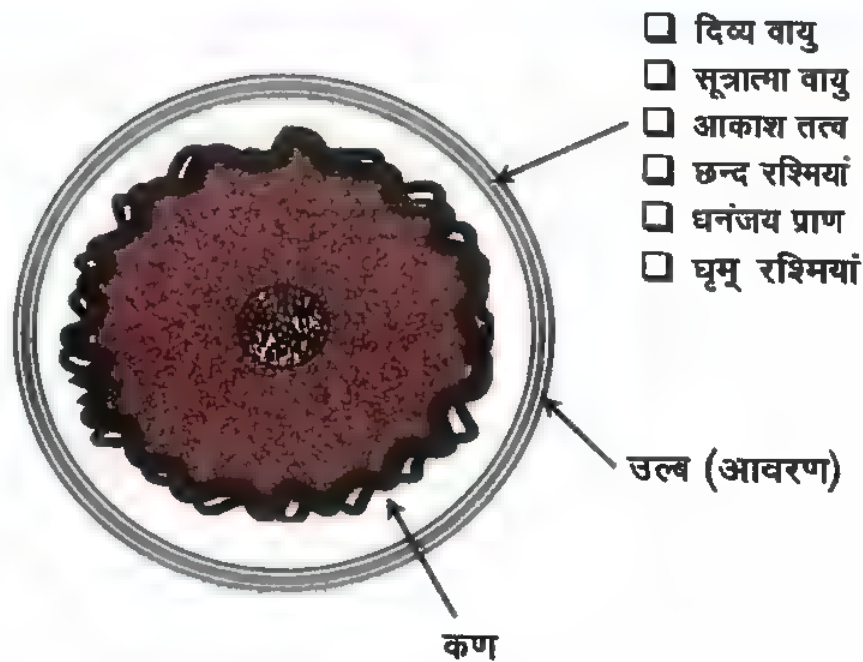 ❑ दिव्य वायु
❑ सूत्रात्मा वायु
❑ आकाश तत्व
❑ छन्द रश्मियां
❑ धनंजय प्राण
❑ घृम् रश्मियां
उल्ब (आवरण)
कण